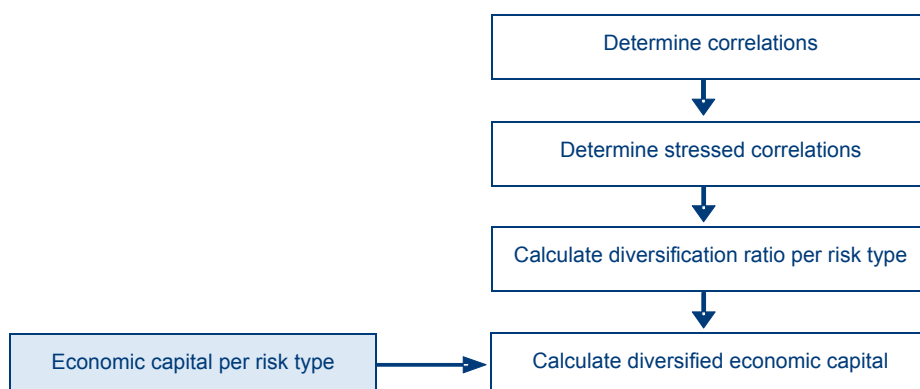 Determine correlations
Determine stressed correlations
Calculate diversification ratio per risk type
Economic capital per risk type
Calculate diversified economic capital